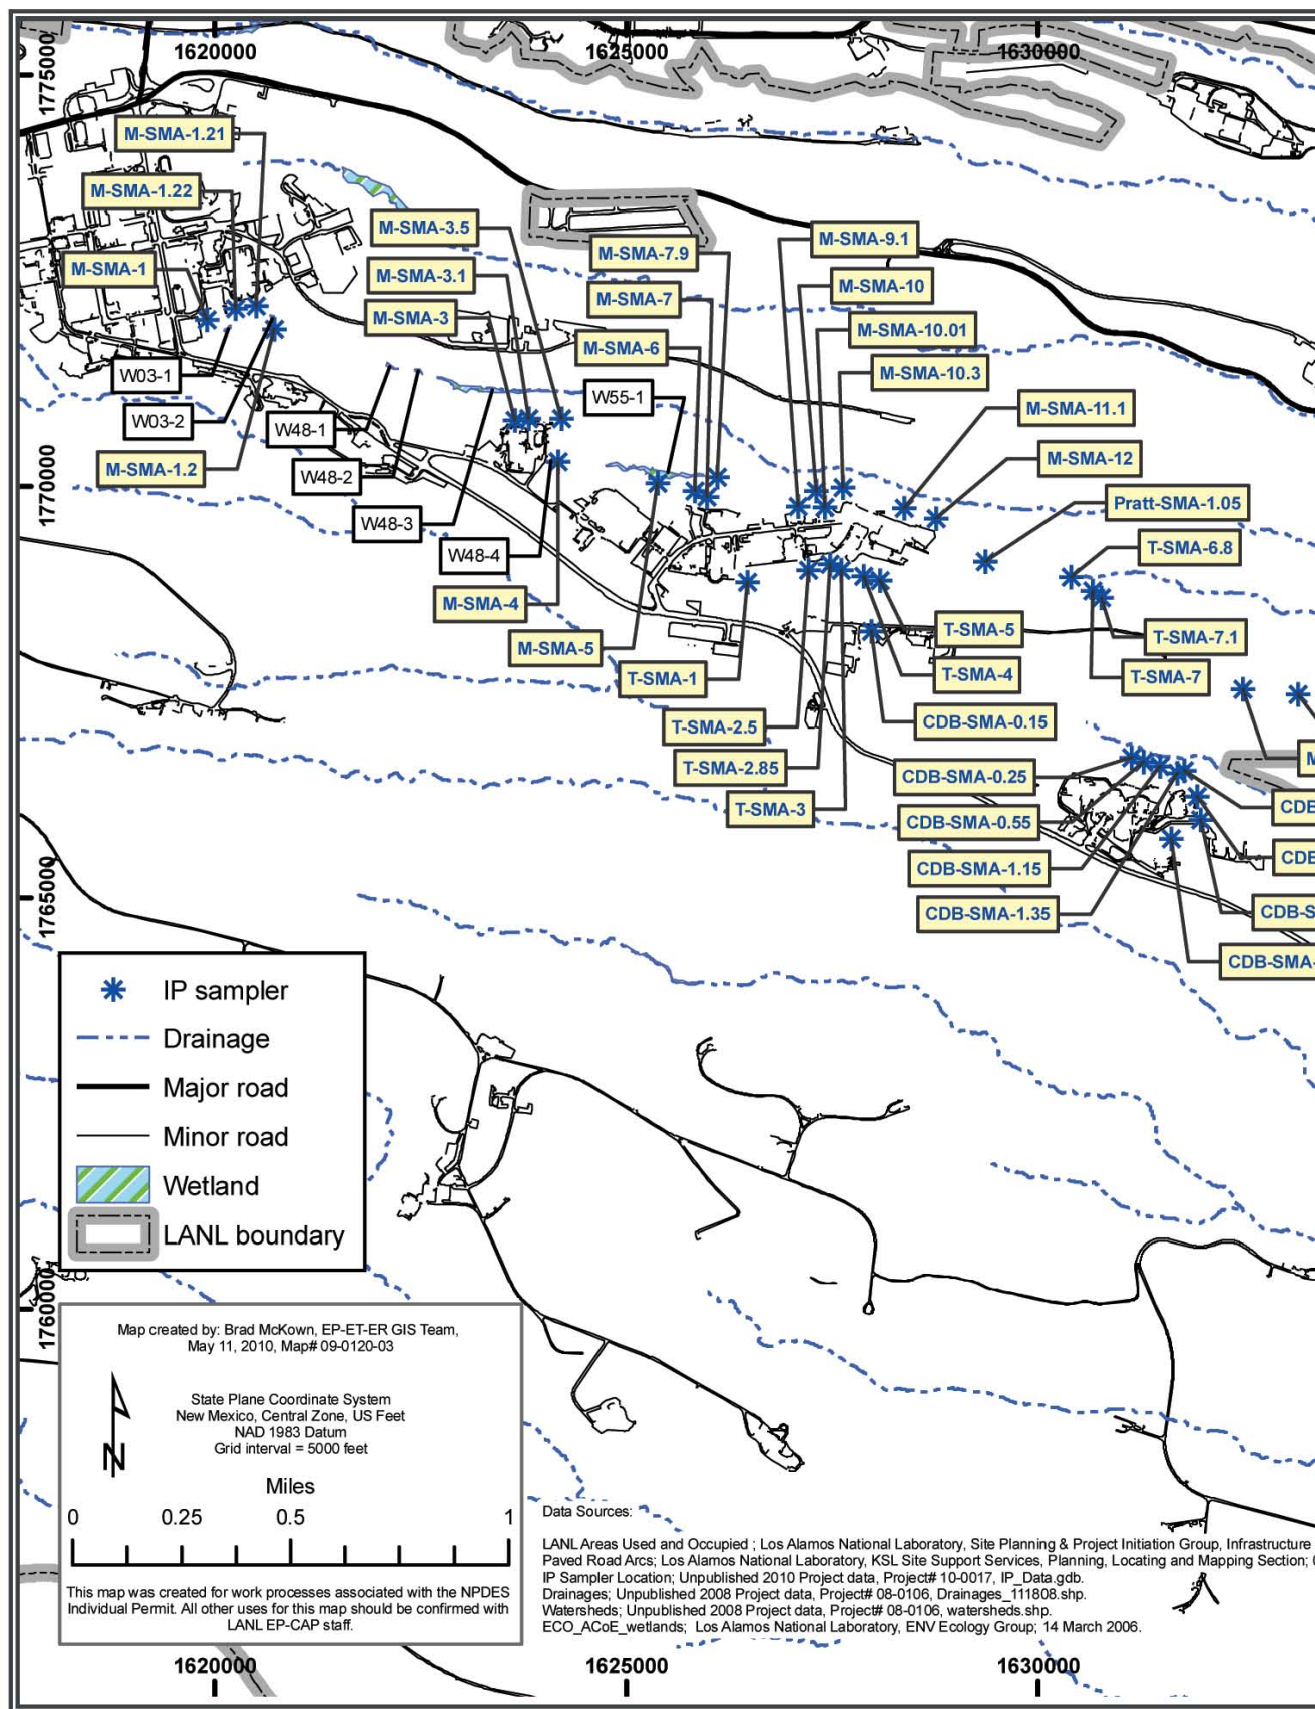 1620000
1625000
1630000
1775000
M-SMA-1.21
M-SMA-1.22
M-SMA-3.5
M-SMA-9.1
M-SMA-7.9
M-SMA-1
M-SMA-3.1
M-SMA-10
M-SMA-7
M-SMA-3
M-SMA-10.01
M-SMA-6
M-SMA-10.3
W03-1
W55-1
M-SMA-11.1
W03-2
W48-1
M-SMA-12
M-SMA-1.2
W48-2
1770000
Pratt-SMA-1.05
W48-3
T-SMA-6.8
W48-4
M-SMA-4
T-SMA-5
T-SMA-7.1
M-SMA-5
T-SMA-1
T-SMA-4
T-SMA-7
T-SMA-2.5
CDB-SMA-0.15
M
T-SMA-2.85
CDB-SMA-0.25
T-SMA-3
CDB
CDB-SMA-0.55
CDB
CDB-SMA-1.15
CDB-SMA-1.35
CDB-S
1765000
CDB-SMA-
IP sampler
Drainage
Major road
Minor road
Wetland
LANL boundary
1760000
Map created by: Brad McKown, EP-ET-ER GIS Team,
May 11, 2010, Map# 09-0120-03
State Plane Coordinate System
New Mexico, Central Zone, US Feet
NAD 1983 Datum
Grid interval = 5000 feet
N
Miles
0 0.25 0.5 1
This map was created for work processes associated with the NPDES
Individual Permit. All other uses for this map should be confirmed with
LANL EP-CAP staff.
Data Sources:
LANL Areas Used and Occupied ; Los Alamos National Laboratory, Site Planning & Project Initiation Group, Infrastructure
Paved Road Arcs; Los Alamos National Laboratory, KSL Site Support Services, Planning, Locating and Mapping Section;
IP Sampler Location; Unpublished 2010 Project data, Project# 10-0017, IP_Data.gdb.
Drainages; Unpublished 2008 Project data, Project# 08-0106, Drainages_111808.shp.
Watersheds; Unpublished 2008 Project data, Project# 08-0106, watersheds.shp.
ECO_ACoE_wetlands; Los Alamos National Laboratory, ENV Ecology Group; 14 March 2006.
1620000
1625000
1630000